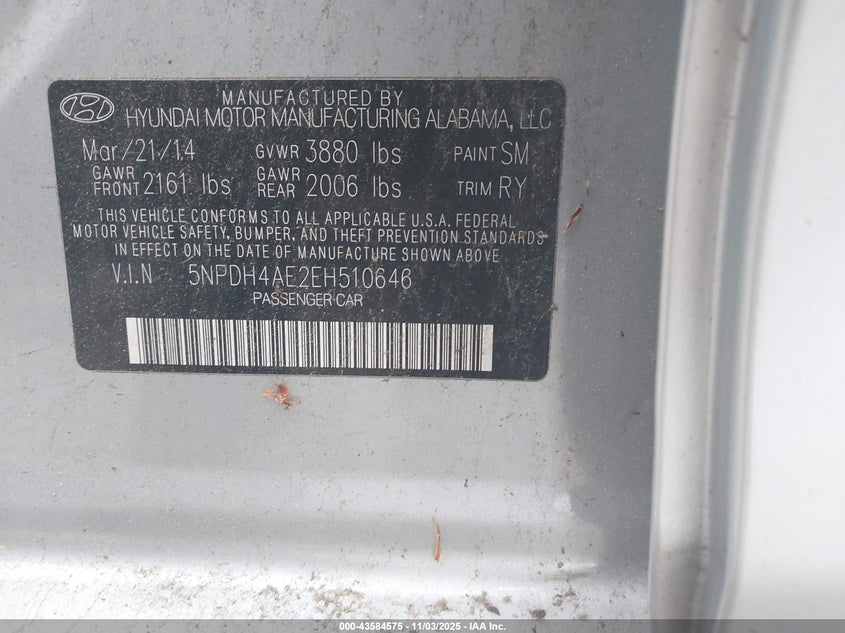 MANUFACTURED BY
HYUNDAI MOTOR MANUFACTURING ALABAMA, LLC
Mar/21/14 GVWR 3880 lbs PAINT SM
GAWR FRONT 2161 lbs GAWR REAR 2006 lbs TRIM RY
THIS VEHICLE CONFORMS TO ALL APPLICABLE U.S.A. FEDERAL
MOTOR VEHICLE SAFETY, BUMPER, AND THEFT PREVENTION STANDARDS
IN EFFECT ON THE DATE OF MANUFACTURE SHOWN ABOVE
V.I.N 5NPDH4AE2EH510646
PASSENGER CAR
000-43584575 - 11/03/2025 - IAA Inc.